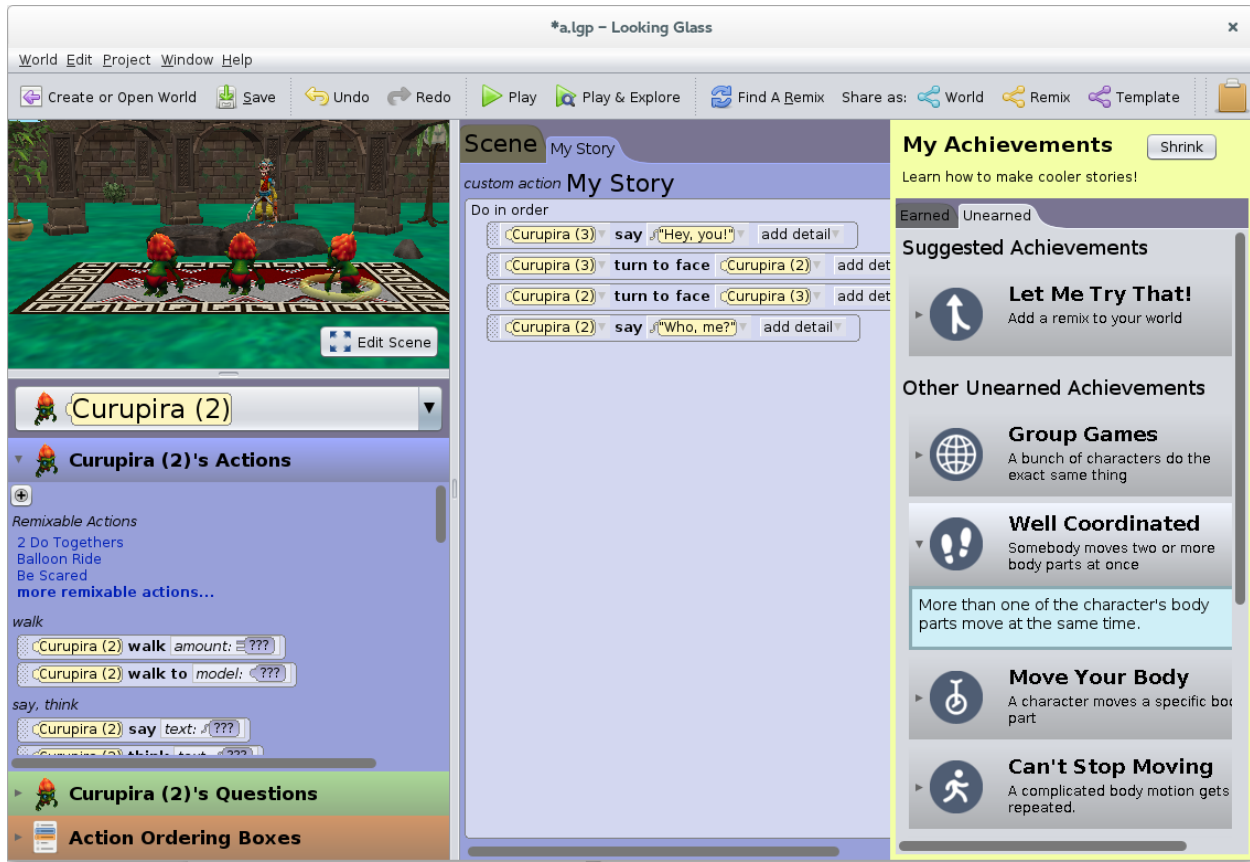 *a.lgp – Looking Glass
World Edit Project Window Help
Create or Open World Save Undo Redo Play Play & Explore Find A Remix Share as: World Remix Template
Edit Scene
Curupira (2)
Curupira (2)'s Actions
Remixable Actions
2 Do Togethers
Balloon Ride
Be Scared
more remixable actions...
walk
Curupira (2) walk amount: ???
Curupira (2) walk to model: ???
say, think
Curupira (2) say text: ???
Curupira (2) think text: ???
Curupira (2)'s Questions
Action Ordering Boxes
Scene My Story
custom action My Story
Do in order
Curupira (3) say "Hey, you!" add detail
Curupira (3) turn to face Curupira (2) add det
Curupira (2) turn to face Curupira (3) add det
Curupira (2) say "Who, me?" add detail
My Achievements Shrink
Learn how to make cooler stories!
Earned Unearned
Suggested Achievements
Let Me Try That!
Add a remix to your world
Other Unearned Achievements
Group Games
A bunch of characters do the
exact same thing
Well Coordinated
Somebody moves two or more
body parts at once
More than one of the character's body
parts move at the same time.
Move Your Body
A character moves a specific bod
part
Can't Stop Moving
A complicated body motion gets
repeated.